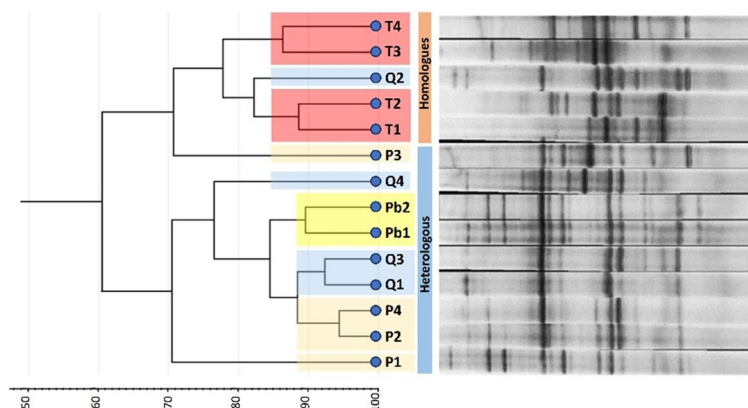 T4
T3
Q2
T2
T1
P3
Q4
Pb2
Pb1
Q3
Q1
P4
P2
P1
Homologues
Heterologous
50
60
70
80
90
100